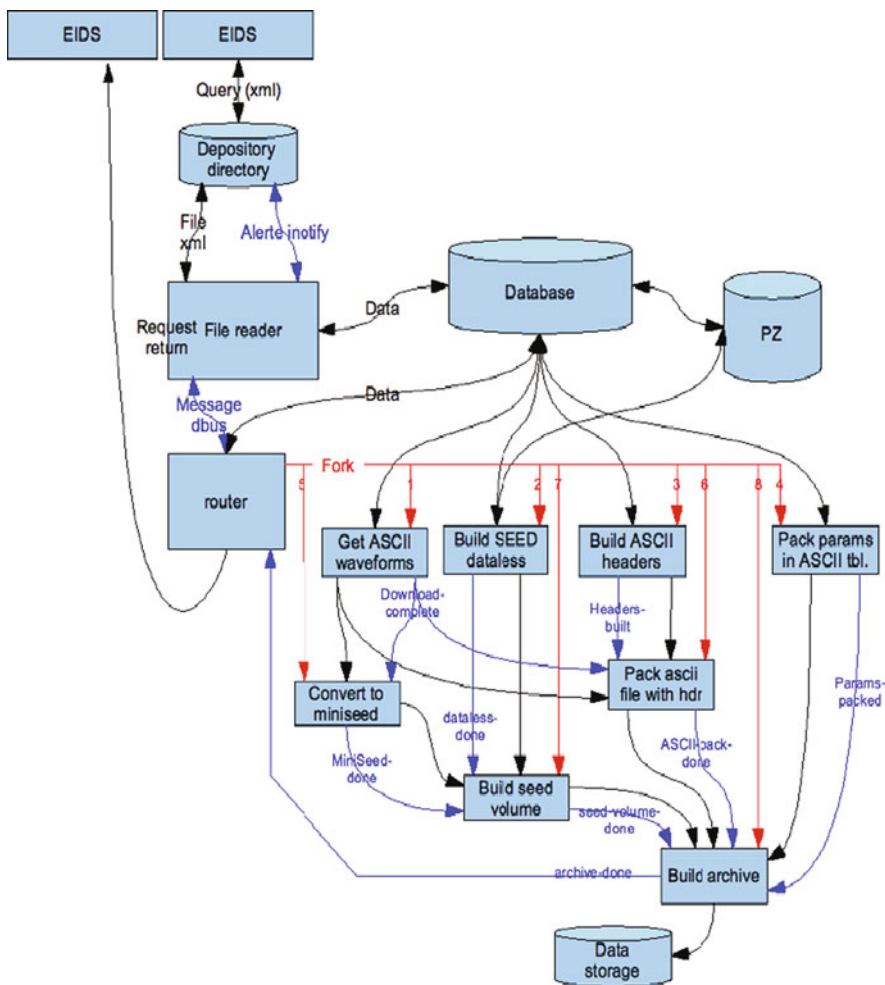 EIDS
EIDS
Query (xml)
Depository
directory
File
xml
Alerte inotify
Database
Data
Request
return
File reader
PZ
Message
dbus
Data
Fork
router
5
1
2
7
3
6
8
4
Get ASCII
waveforms
Build SEED
dataless
Build ASCII
headers
Pack params
in ASCII tbl.
Download-
complete
Headers-
built
Convert to
miniseed
Pack ascii
file with hdr
Params-
packed
dataless-
done
MiniSeed-
done
ASCII-pack-
done
Build seed
volume
seed-volume-
done
archive-done
Build archive
Data
storage